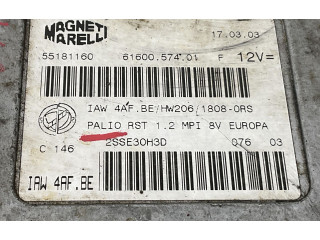 MAGNETI
MARELLI
17.03.03
55181160 61600.574.01 F 12V=
IAW 4AF.BE/HW206/1808-0RS
PALIO RST 1.2 MPI 8V EUROPA
C 146 2SSE30H3D 076 03
IAW 4AF.BE